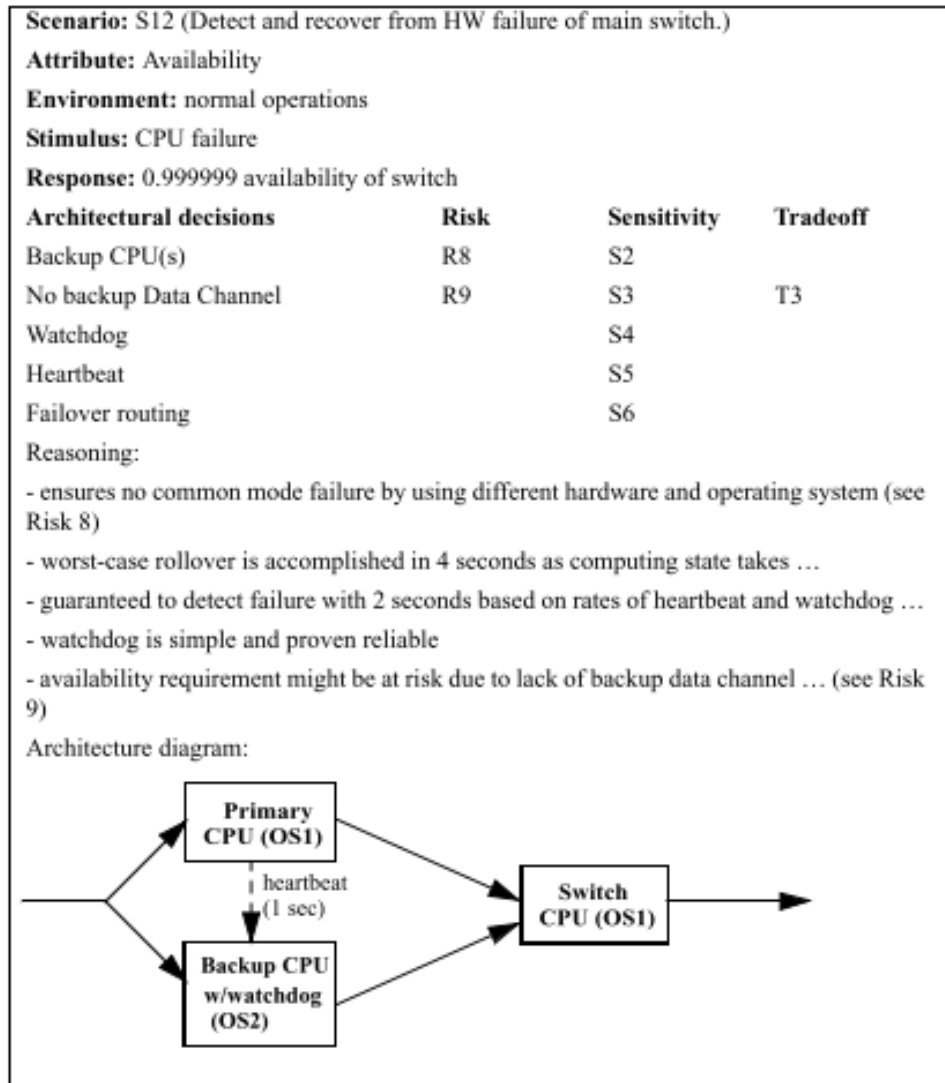 Scenario: S12 (Detect and recover from HW failure of main switch.)
Attribute: Availability
Environment: normal operations
Stimulus: CPU failure
Response: 0.999999 availability of switch
Architectural decisions Risk Sensitivity Tradeoff
Backup CPU(s) R8 S2
No backup Data Channel R9 S3 T3
Watchdog S4
Heartbeat S5
Failover routing S6
Reasoning:
- ensures no common mode failure by using different hardware and operating system (see
Risk 8)
- worst-case rollover is accomplished in 4 seconds as computing state takes …
- guaranteed to detect failure with 2 seconds based on rates of heartbeat and watchdog …
- watchdog is simple and proven reliable
- availability requirement might be at risk due to lack of backup data channel … (see Risk
9)
Architecture diagram:
Primary
CPU (OS1)
heartbeat
(1 sec)
Switch
CPU (OS1)
Backup CPU
w/watchdog
(OS2)